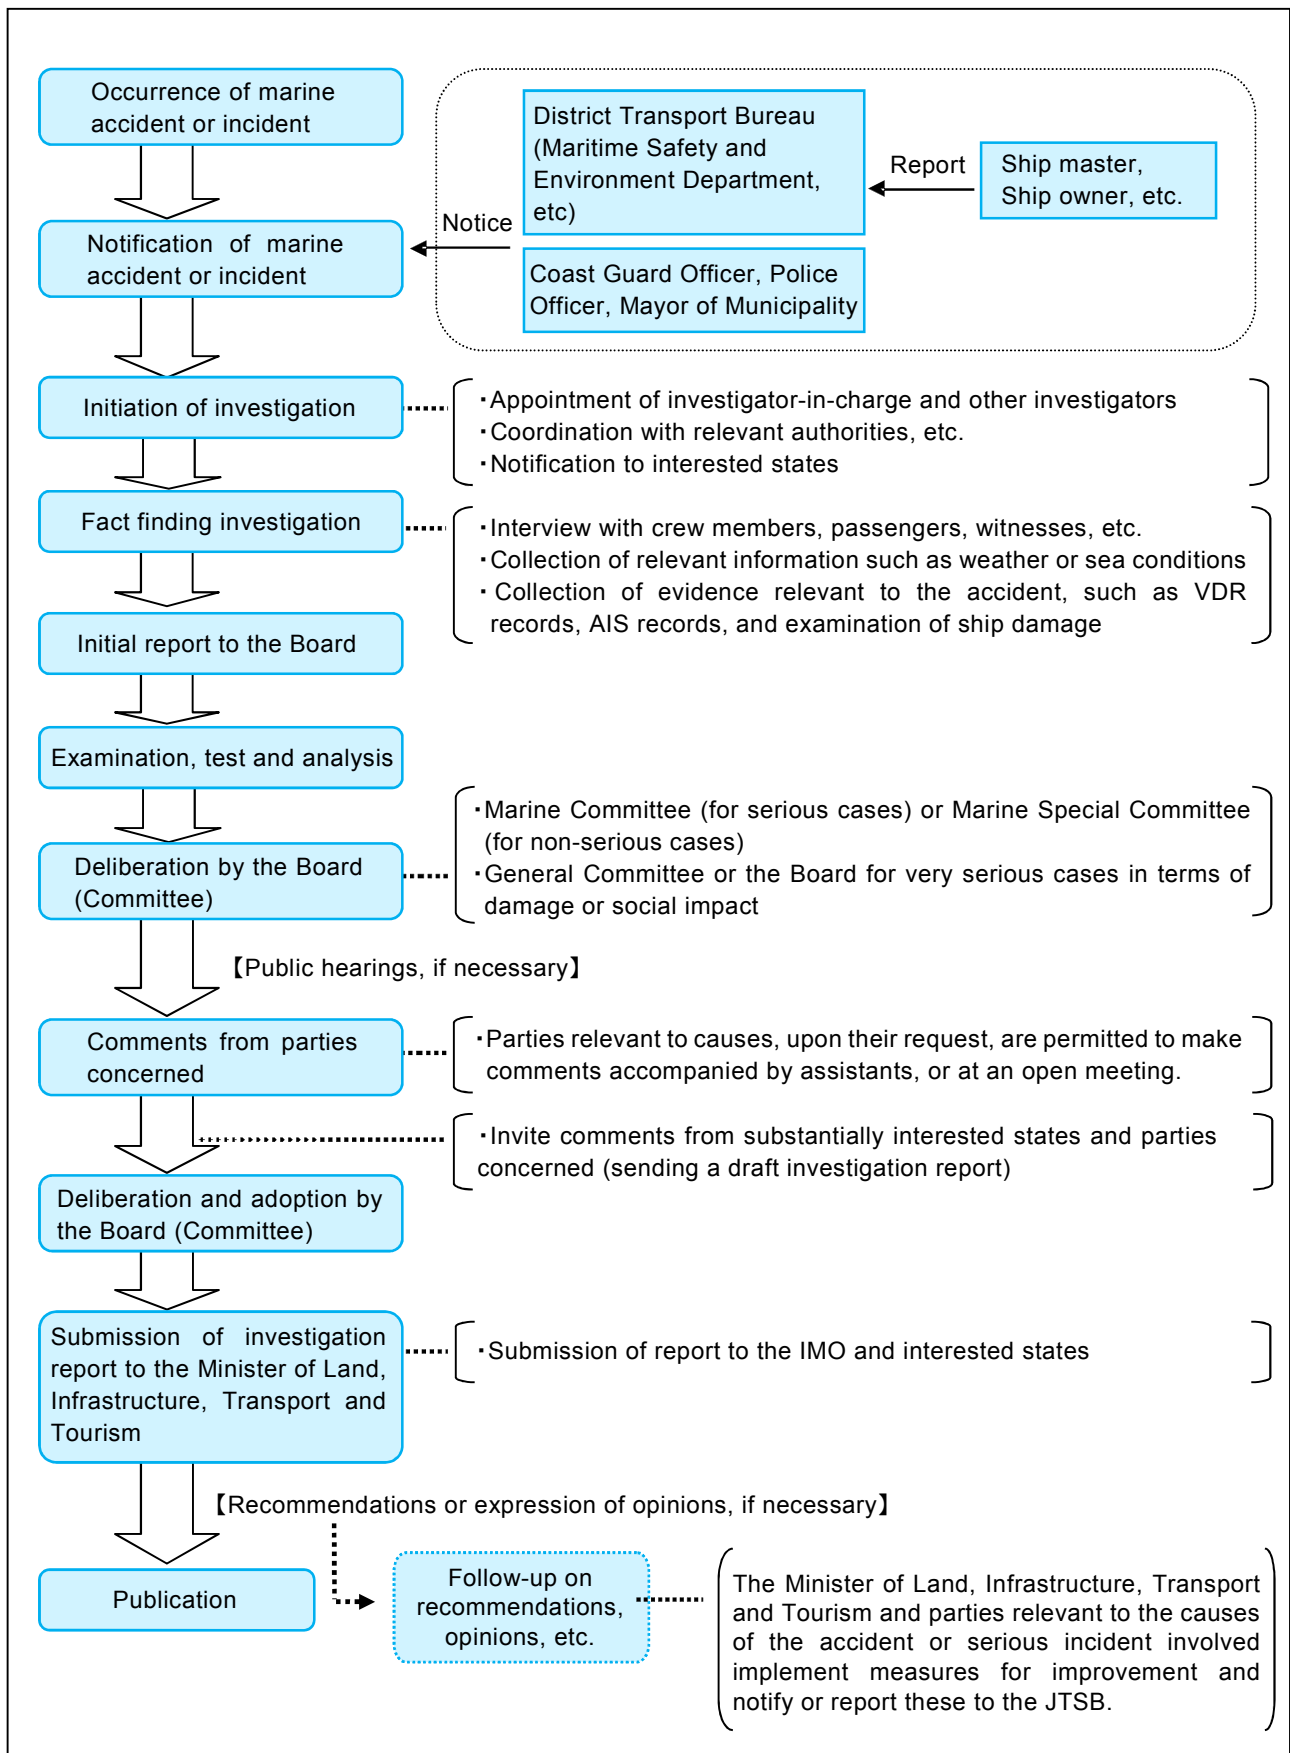 Occurrence of marine
accident or incident
District Transport Bureau
(Maritime Safety and
Environment Department,
etc)
Report
Ship master,
Ship owner, etc.
Notice
Notification of marine
accident or incident
Coast Guard Officer, Police
Officer, Mayor of Municipality
Initiation of investigation
・Appointment of investigator-in-charge and other investigators
・Coordination with relevant authorities, etc.
・Notification to interested states
Fact finding investigation
・Interview with crew members, passengers, witnesses, etc.
・Collection of relevant information such as weather or sea conditions
・Collection of evidence relevant to the accident, such as VDR
records, AIS records, and examination of ship damage
Initial report to the Board
Examination, test and analysis
・Marine Committee (for serious cases) or Marine Special Committee
(for non-serious cases)
・General Committee or the Board for very serious cases in terms of
damage or social impact
Deliberation by the Board
(Committee)
【Public hearings, if necessary】
Comments from parties
concerned
・Parties relevant to causes, upon their request, are permitted to make
comments accompanied by assistants, or at an open meeting.
・Invite comments from substantially interested states and parties
concerned (sending a draft investigation report)
Deliberation and adoption by
the Board (Committee)
Submission of investigation
report to the Minister of Land,
Infrastructure, Transport and
Tourism
・Submission of report to the IMO and interested states
【Recommendations or expression of opinions, if necessary】
Publication
Follow-up on
recommendations,
opinions, etc.
The Minister of Land, Infrastructure, Transport
and Tourism and parties relevant to the causes
of the accident or serious incident involved
implement measures for improvement and
notify or report these to the JTSB.